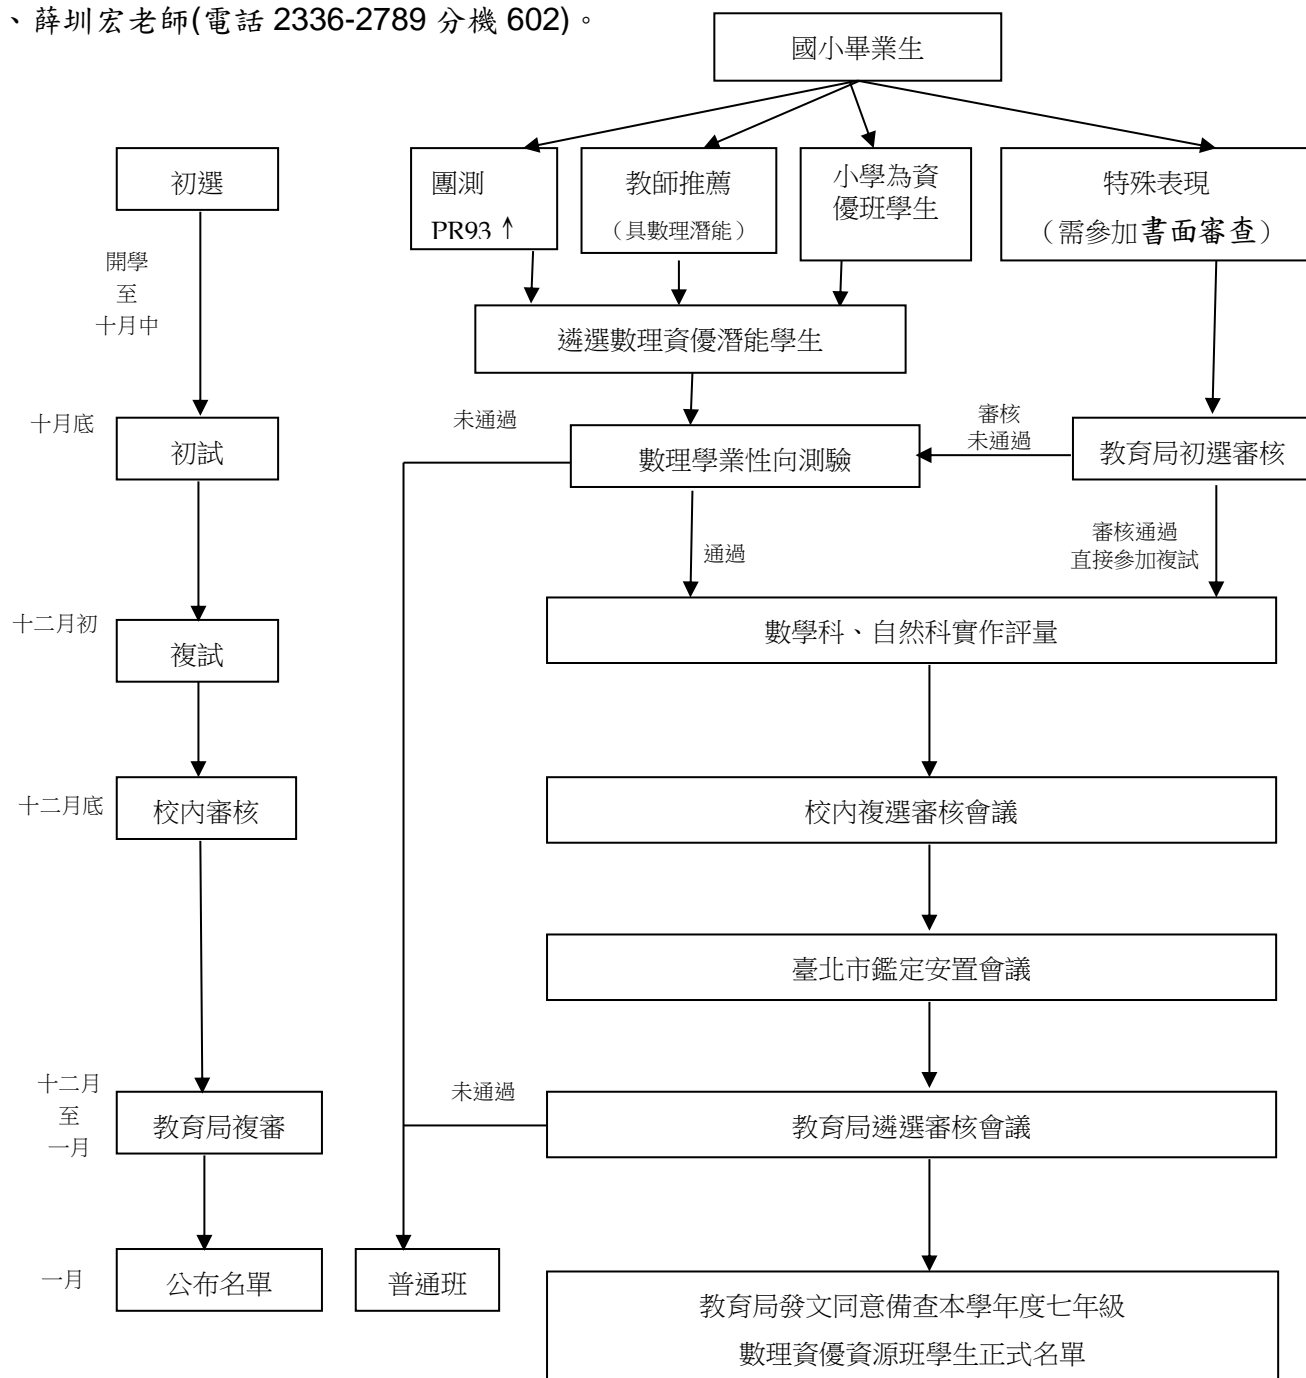 、薛圳宏老師(電話 2336-2789 分機 602)。
國小畢業生
初選
團測
PR93↑
教師推薦
（具數理潛能）
小學為資
優班學生
特殊表現
（需參加書面審查）
開學
至
十月中
遴選數理資優潛能學生
十月底
初試
未通過
數理學業性向測驗
審核
未通過
教育局初選審核
通過
審核通過
直接參加複試
十二月初
複試
數學科、自然科實作評量
十二月底
校內審核
校內複選審核會議
臺北市鑑定安置會議
十二月
至
一月
教育局複審
未通過
教育局遴選審核會議
一月
公布名單
普通班
教育局發文同意備查本學年度七年級
數理資優資源班學生正式名單